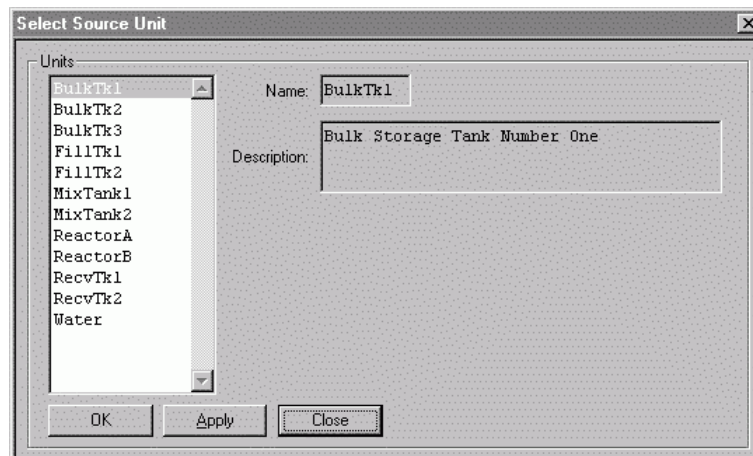 Select Source Unit
Units
BulkTk1
BulkTk2
BulkTk3
FillTk1
FillTk2
MixTank1
MixTank2
ReactorA
ReactorB
RecvTk1
RecvTk2
Water
Name: BulkTk1
Description: Bulk Storage Tank Number One
OK Apply Close